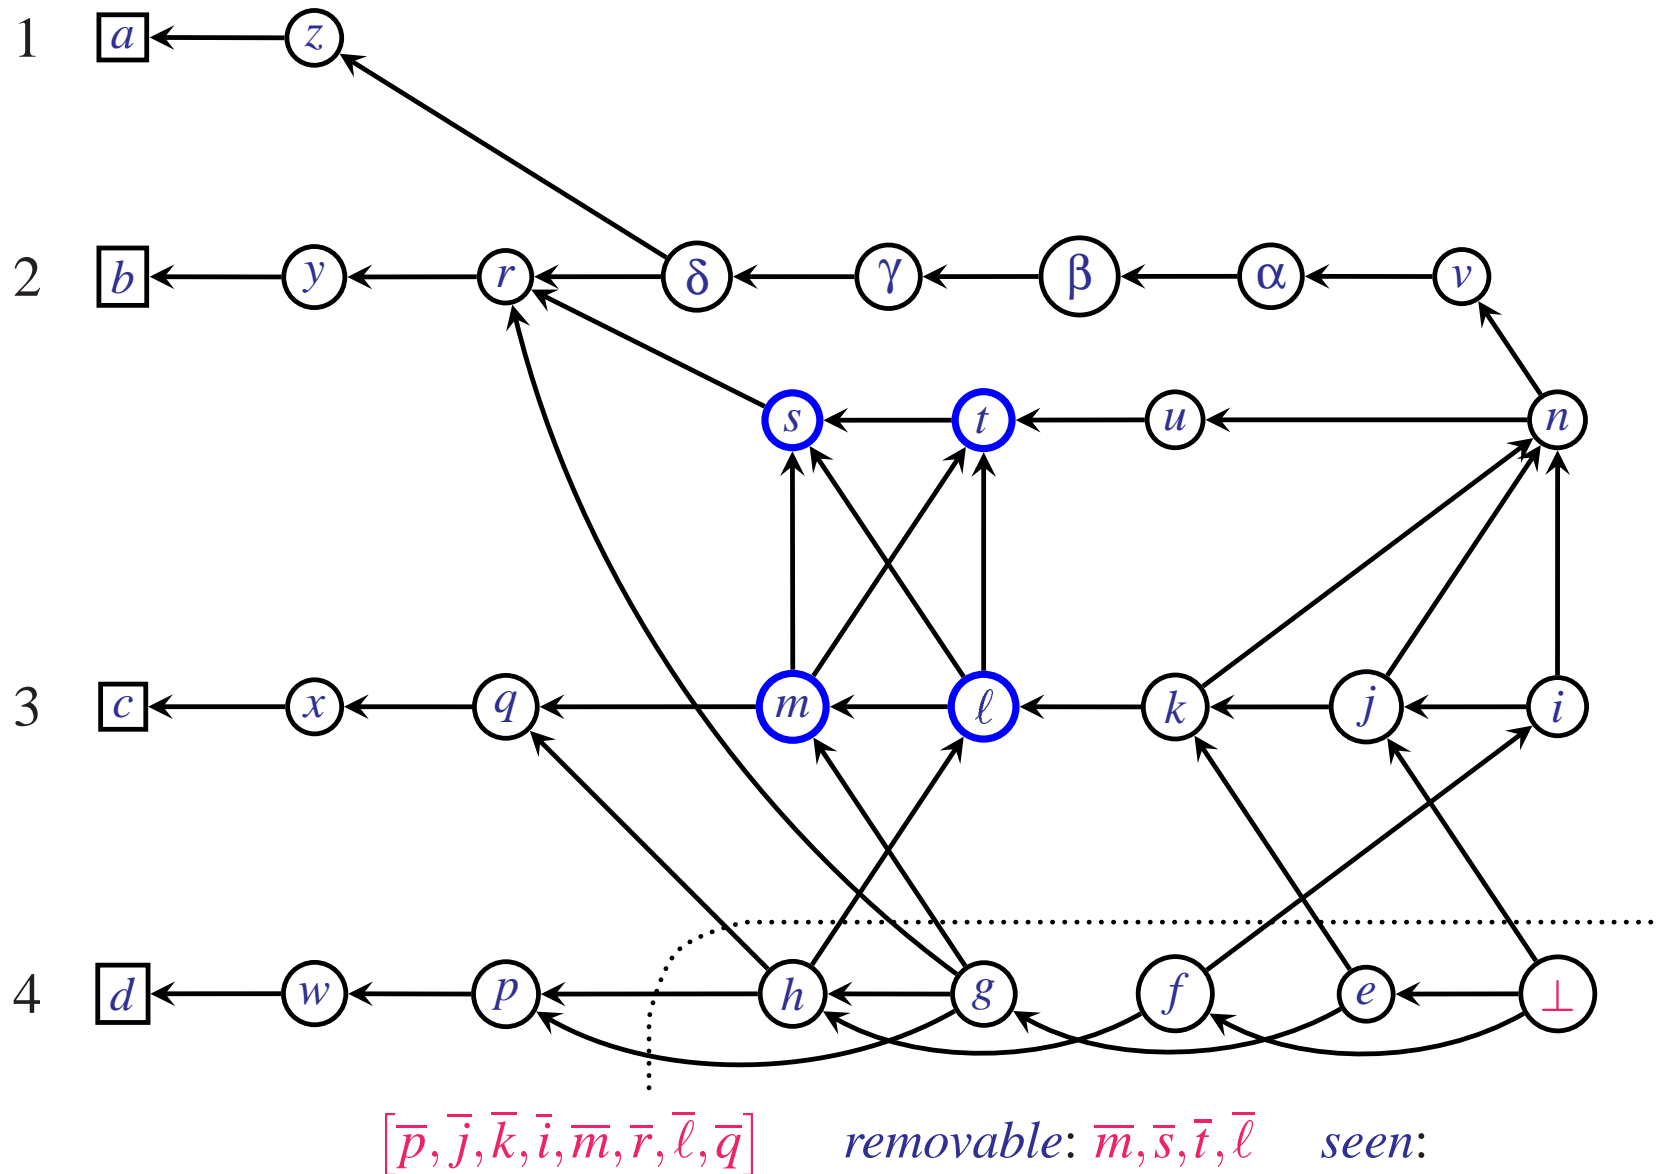 1 a z
2 b y r δ γ β α v
s t u n
3 c x q m ℓ k j i
4 d w p h g f e ⊥
[p̅, j̅, k̅, i̅, m̅, r̅, ℓ̅, q̅] removable: m̅, s̅, t̅, ℓ̅ seen: